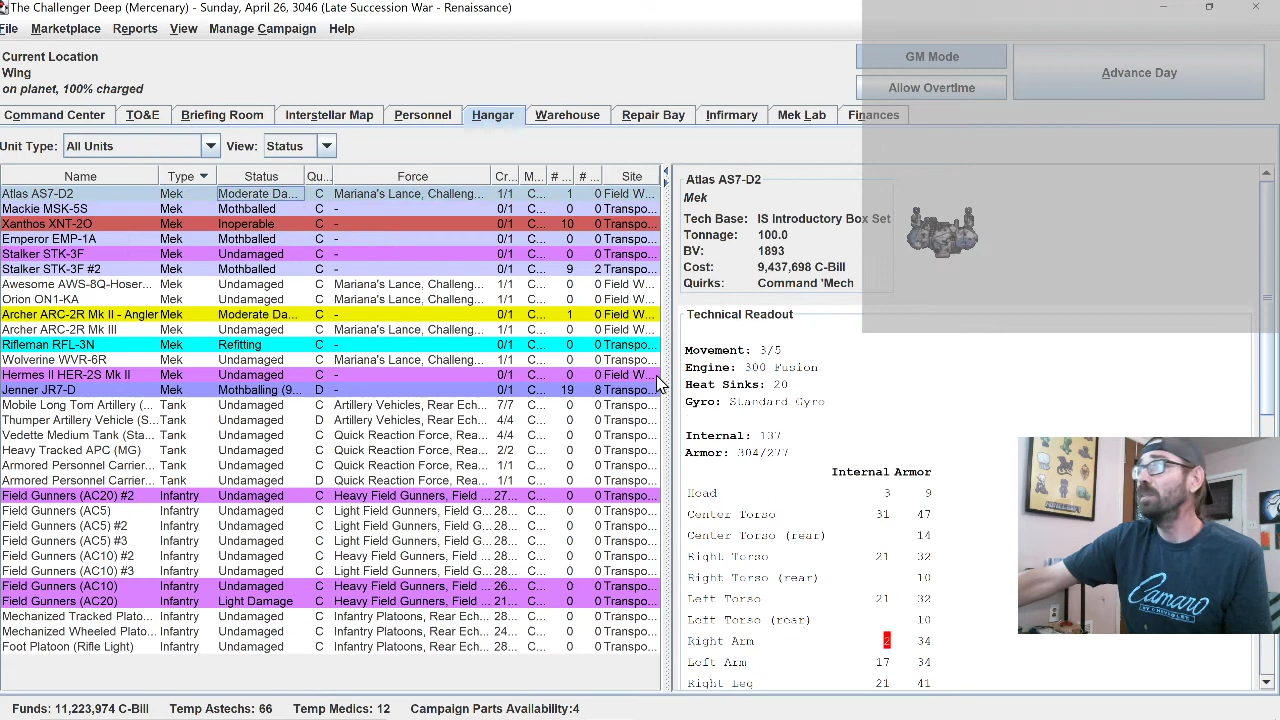 The Challenger Deep (Mercenary) - Sunday, April 26, 3046 (Late Succession War - Renaissance)
File Marketplace Reports View Manage Campaign Help
Current Location
Wing
on planet, 100% charged
GM Mode
Allow Overtime
Advance Day
Command Center TO&E Briefing Room Interstellar Map Personnel Hangar Warehouse Repair Bay Infirmary Mek Lab Finances
Unit Type: All Units View: Status
Name Type Status Qu... Force Cr... M... # ... # ... Site
Atlas AS7-D2 Mek Moderate Da... C Mariana's Lance, Challeng... 1/1 C... 1 0 Field W...
Mackie MSK-5S Mek Mothballed C - 0/1 C... 0 0 Transpo...
Xanthos XNT-2O Mek Inoperable C - 0/1 C... 10 0 Transpo...
Emperor EMP-1A Mek Mothballed C - 0/1 C... 0 0 Transpo...
Stalker STK-3F Mek Undamaged C - 0/1 C... 0 0 Transpo...
Stalker STK-3F #2 Mek Mothballed C - 0/1 C... 9 2 Transpo...
Awesome AWS-8Q-Hoser... Mek Undamaged C Mariana's Lance, Challeng... 1/1 C... 0 0 Field W...
Orion ON1-KA Mek Undamaged C Mariana's Lance, Challeng... 1/1 C... 0 0 Field W...
Archer ARC-2R Mk II - Angler Mek Moderate Da... C - 0/1 C... 1 0 Field W...
Archer ARC-2R Mk III Mek Undamaged C Mariana's Lance, Challeng... 1/1 C... 0 0 Transpo...
Rifleman RFL-3N Mek Refitting C - 0/1 C... 0 0 Transpo...
Wolverine WVR-6R Mek Undamaged C Mariana's Lance, Challeng... 1/1 C... 0 0 Transpo...
Hermes II HER-2S Mk II Mek Undamaged C - 0/1 C... 0 0 Field W...
Jenner JR7-D Mek Mothballing (9... D - 0/1 C... 19 8 Transpo...
Mobile Long Tom Artillery (... Tank Undamaged C Artillery Vehicles, Rear Ech... 7/7 C... 0 0 Transpo...
Thumper Artillery Vehicle (S... Tank Undamaged D Artillery Vehicles, Rear Ech... 4/4 C... 0 0 Transpo...
Vedette Medium Tank (Sta... Tank Undamaged C Quick Reaction Force, Rea... 4/4 C... 0 0 Transpo...
Heavy Tracked APC (MG) Tank Undamaged C Quick Reaction Force, Rea... 2/2 C... 0 0 Transpo...
Armored Personnel Carrier... Tank Undamaged C Quick Reaction Force, Rea... 1/1 C... 0 0 Transpo...
Armored Personnel Carrier... Tank Undamaged D Quick Reaction Force, Rea... 1/1 C... 0 0 Transpo...
Field Gunners (AC20) #2 Infantry Undamaged C Heavy Field Gunners, Field ... 27... C... 0 0 Transpo...
Field Gunners (AC5) Infantry Undamaged C Light Field Gunners, Field ... 28... C... 0 0 Transpo...
Field Gunners (AC5) #2 Infantry Undamaged C Light Field Gunners, Field ... 28... C... 0 0 Transpo...
Field Gunners (AC5) #3 Infantry Undamaged C Light Field Gunners, Field ... 28... C... 0 0 Transpo...
Field Gunners (AC10) #2 Infantry Undamaged C Heavy Field Gunners, Field ... 28... C... 0 0 Transpo...
Field Gunners (AC10) #3 Infantry Undamaged C Heavy Field Gunners, Field ... 28... C... 0 0 Transpo...
Field Gunners (AC10) Infantry Undamaged C Heavy Field Gunners, Field ... 26... C... 0 0 Transpo...
Field Gunners (AC20) Infantry Light Damage C Heavy Field Gunners, Field ... 21... C... 0 0 Transpo...
Mechanized Tracked Plato... Infantry Undamaged C Infantry Platoons, Rear Ech... 28... C... 0 0 Transpo...
Mechanized Wheeled Plato... Infantry Undamaged C Infantry Platoons, Rear Ech... 24... C... 0 0 Transpo...
Foot Platoon (Rifle Light) Infantry Undamaged C Infantry Platoons, Rear Ech... 28... C... 0 0 Transpo...
Atlas AS7-D2
Mek
Tech Base: IS Introductory Box Set
Tonnage: 100.0
BV: 1893
Cost: 9,437,698 C-Bill
Quirks: Command 'Mech
Technical Readout
Movement: 3/5
Engine: 300 Fusion
Heat Sinks: 20
Gyro: Standard Gyro
Internal: 137
Armor: 304/277
Internal Armor
Head 3 9
Center Torso 31 47
Center Torso (rear) 14
Right Torso 21 32
Right Torso (rear) 10
Left Torso 21 32
Left Torso (rear) 10
Right Arm 2 34
Left Arm 17 34
Right Leg 21 41
Camaro
Funds: 11,223,974 C-Bill Temp Astechs: 66 Temp Medics: 12 Campaign Parts Availability:4